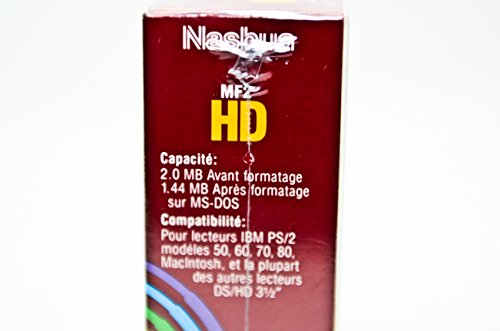 Nashua
MF2
HD
Capacité:
2.0 MB Avant formatage
1.44 MB Après formatage
sur MS-DOS
Compatibilité:
Pour lecteurs IBM PS/2
modèles 50, 60, 70, 80,
MacIntosh, et la plupart
des autres lecteurs
DS/HD 3½"